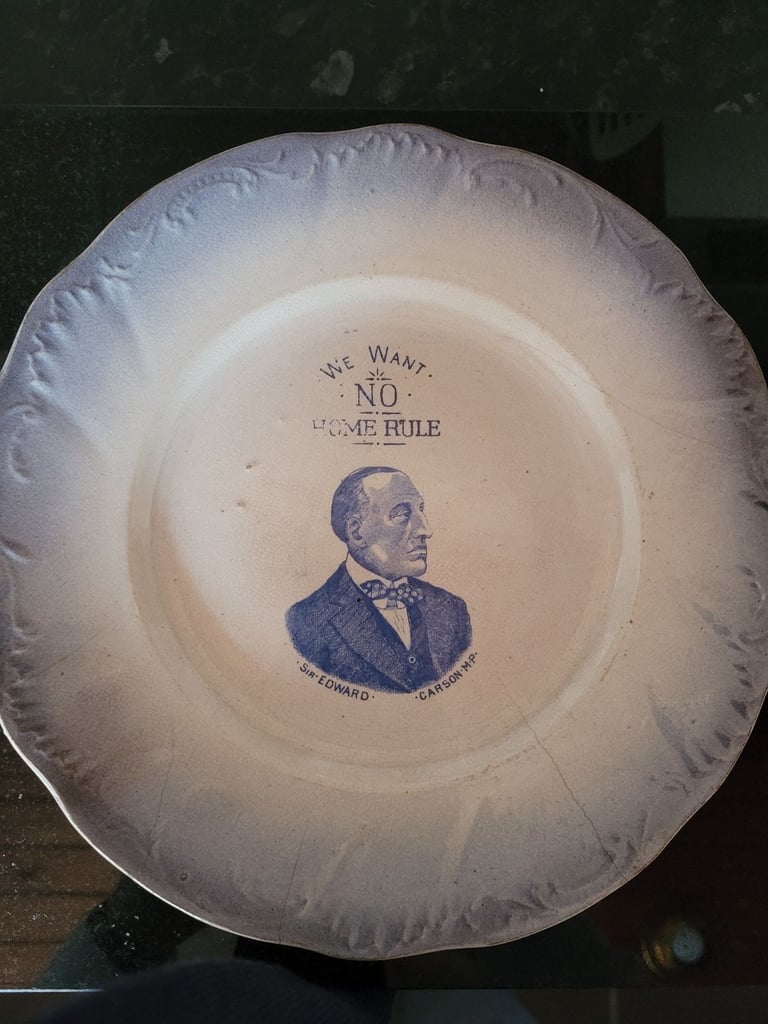 WE WANT.
· NO ·
HOME RULE
· SIR · EDWARD · · CARSON M.P. ·